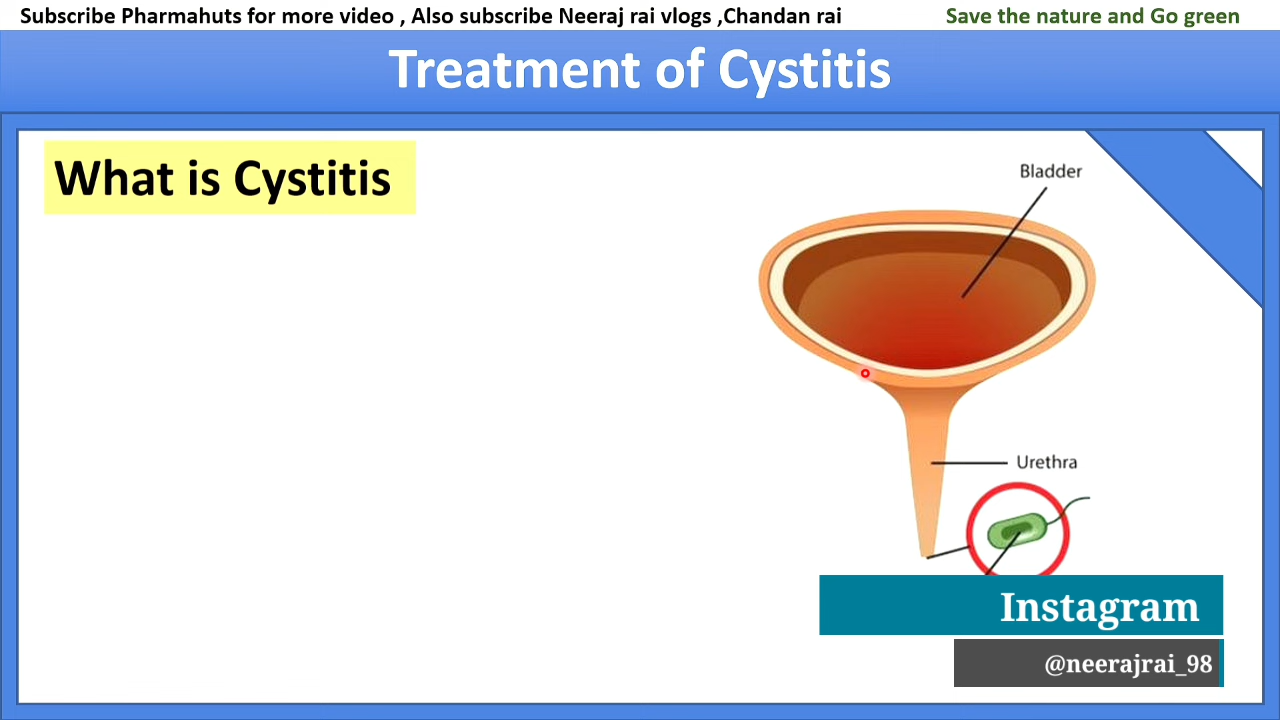 Subscribe Pharmahuts for more video , Also subscribe Neeraj rai vlogs ,Chandan rai
Save the nature and Go green
Treatment of Cystitis
What is Cystitis
Bladder
Urethra
Instagram
@neerajrai_98